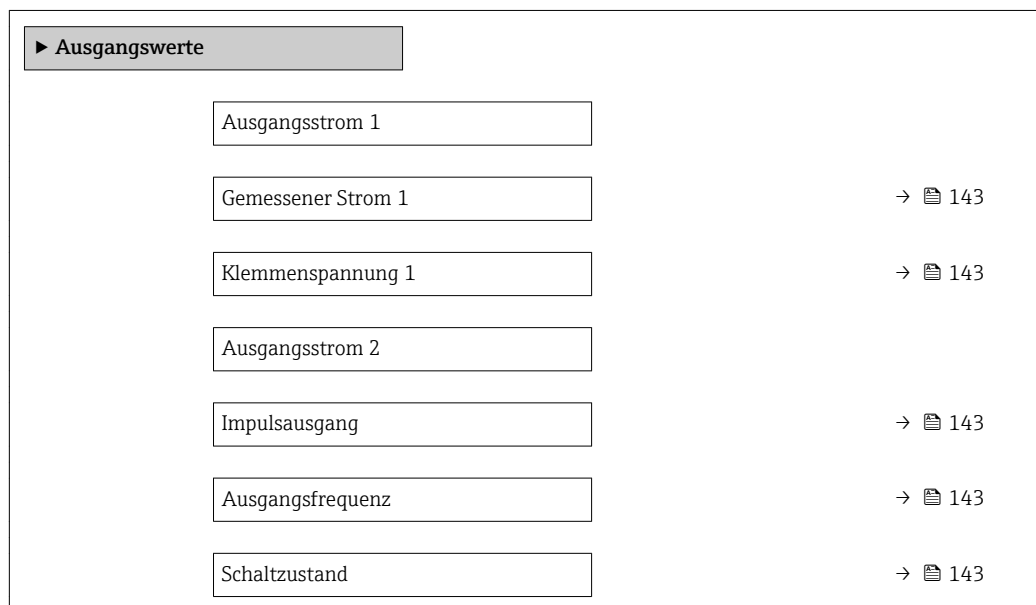 ▶ Ausgangswerte
Ausgangsstrom 1
Gemessener Strom 1 → 143
Klemmenspannung 1 → 143
Ausgangsstrom 2
Impulsausgang → 143
Ausgangsfrequenz → 143
Schaltzustand → 143